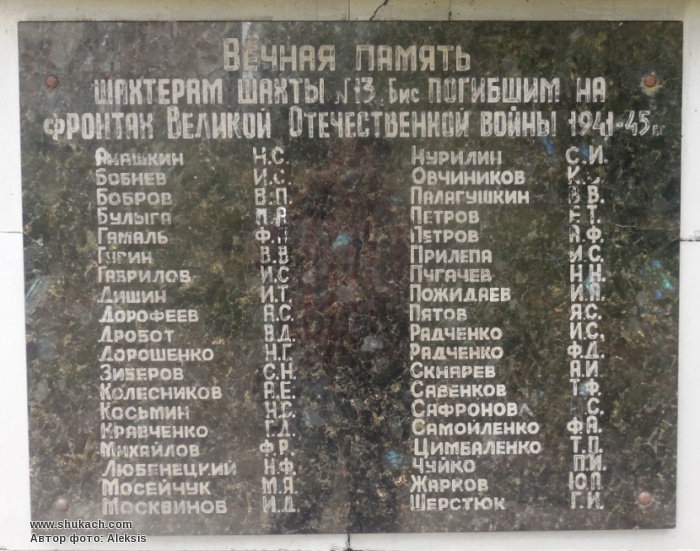 Вечная память
шахтерам шахты №13 Бис погибшим на
фронтах Великой Отечественной войны 1941-45г.г
Анашкин Н.С.
Бобнев И.С.
Бобров В.П.
Булыга
Гамаль
Гугин В.В
Гаврилов И.С
Дишин И.Т.
Дорофеев А.С.
Дробот В.Д.
Дорошенко Н.Г.
Зиберов С.Н.
Колесников А.Е.
Косьмин Н.С.
Кравченко Г.Д.
Михайлов Ф.Р.
Любенецкий Н.Ф.
Мосейчук М.Я.
Москвинов И.Д.
Нурилин С.И.
Овчиников
Палагушкин В.В.
Петров
Петров А.Ф.
Прилепа И.С.
Пугачев Н.Н.
Пожидаев И.Я.
Пятов Я.С.
Радченко И.С.
Радченко Ф.Д.
Скнарев А.И.
Савенков Т.Ф.
Сафронов
Самойленко Ф.А.
Цимбаленко Т.П.
Чуйко П.И.
Жарков Ю.П.
Шерстюк Г.И.
www.shukach.com
Автор фото: Aleksis